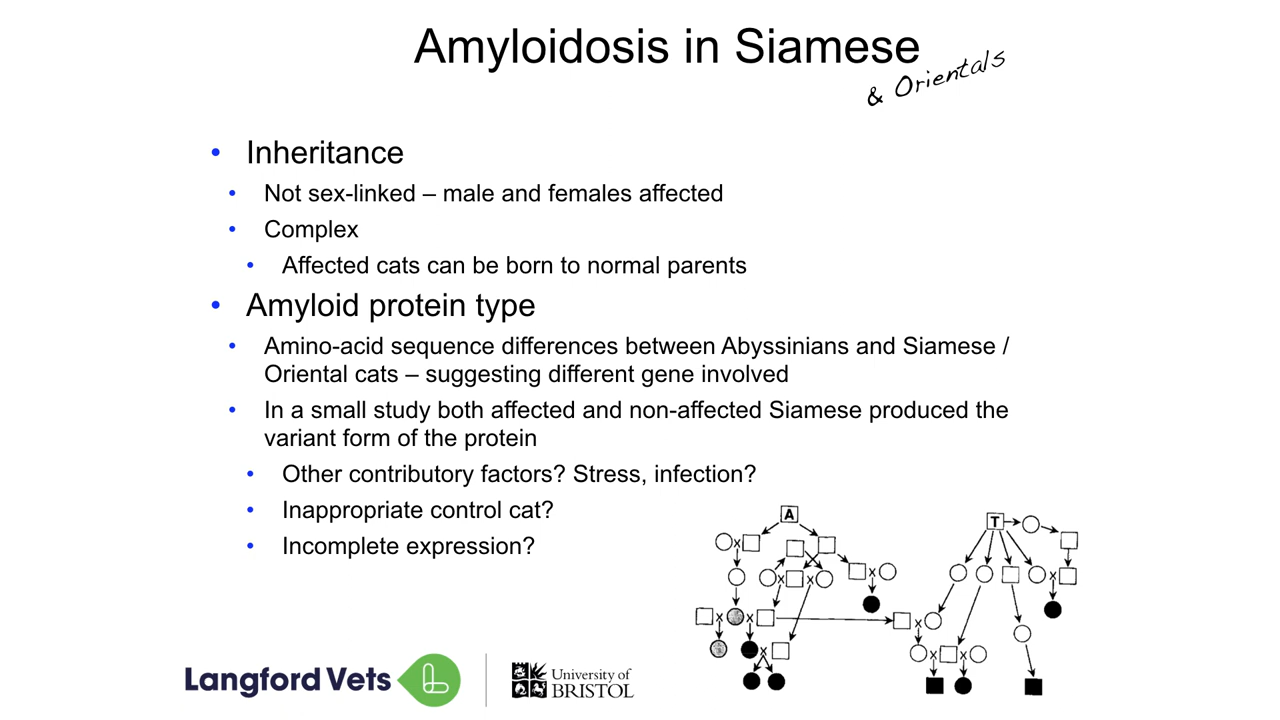 Amyloidosis in Siamese
& Orientals
• Inheritance
• Not sex-linked – male and females affected
• Complex
• Affected cats can be born to normal parents
• Amyloid protein type
• Amino-acid sequence differences between Abyssinians and Siamese /
Oriental cats – suggesting different gene involved
• In a small study both affected and non-affected Siamese produced the
variant form of the protein
• Other contributory factors? Stress, infection?
• Inappropriate control cat?
• Incomplete expression?
A
T
x
x
x
x
x
x
x
x
x
x
x
x
Langford Vets
University of
BRISTOL